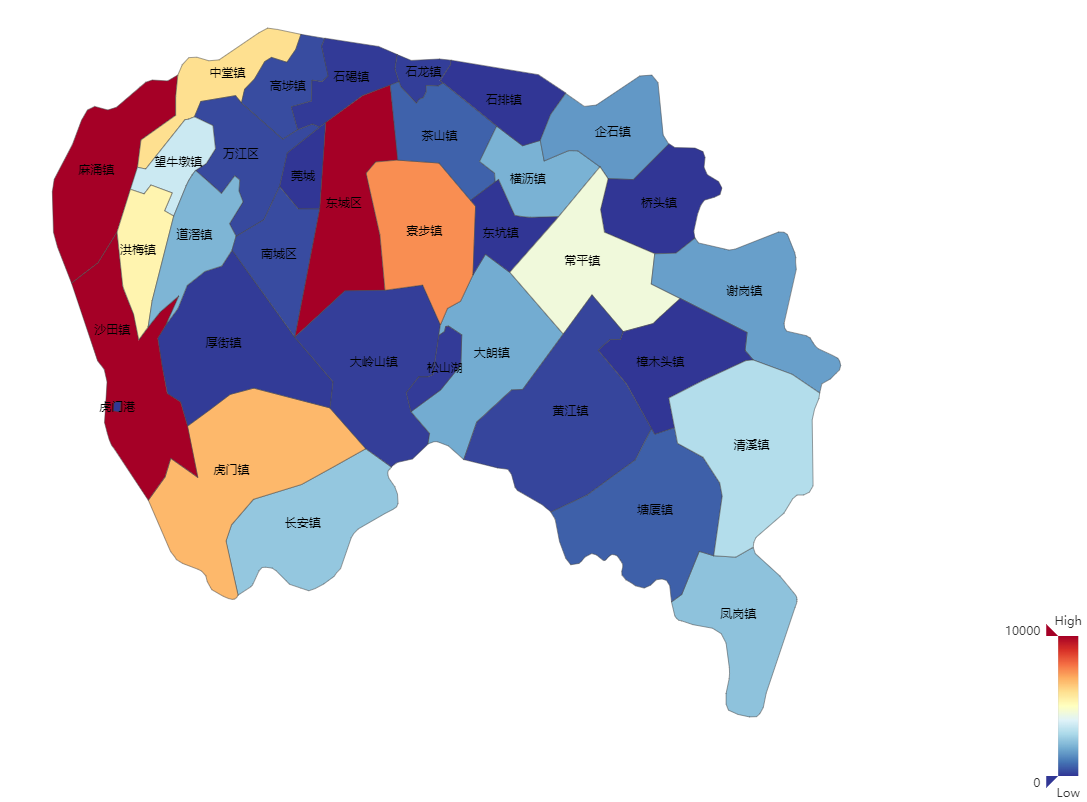 中堂镇
高埗镇
石碣镇
石龙镇
石排镇
茶山镇
企石镇
麻涌镇
望牛墩镇
万江区
莞城
东城区
横沥镇
桥头镇
洪梅镇
道滘镇
南城区
寮步镇
东坑镇
常平镇
谢岗镇
沙田镇
厚街镇
大岭山镇
松山湖
大朗镇
樟木头镇
虎门港
黄江镇
清溪镇
虎门镇
长安镇
塘厦镇
凤岗镇
High
10000
0
Low